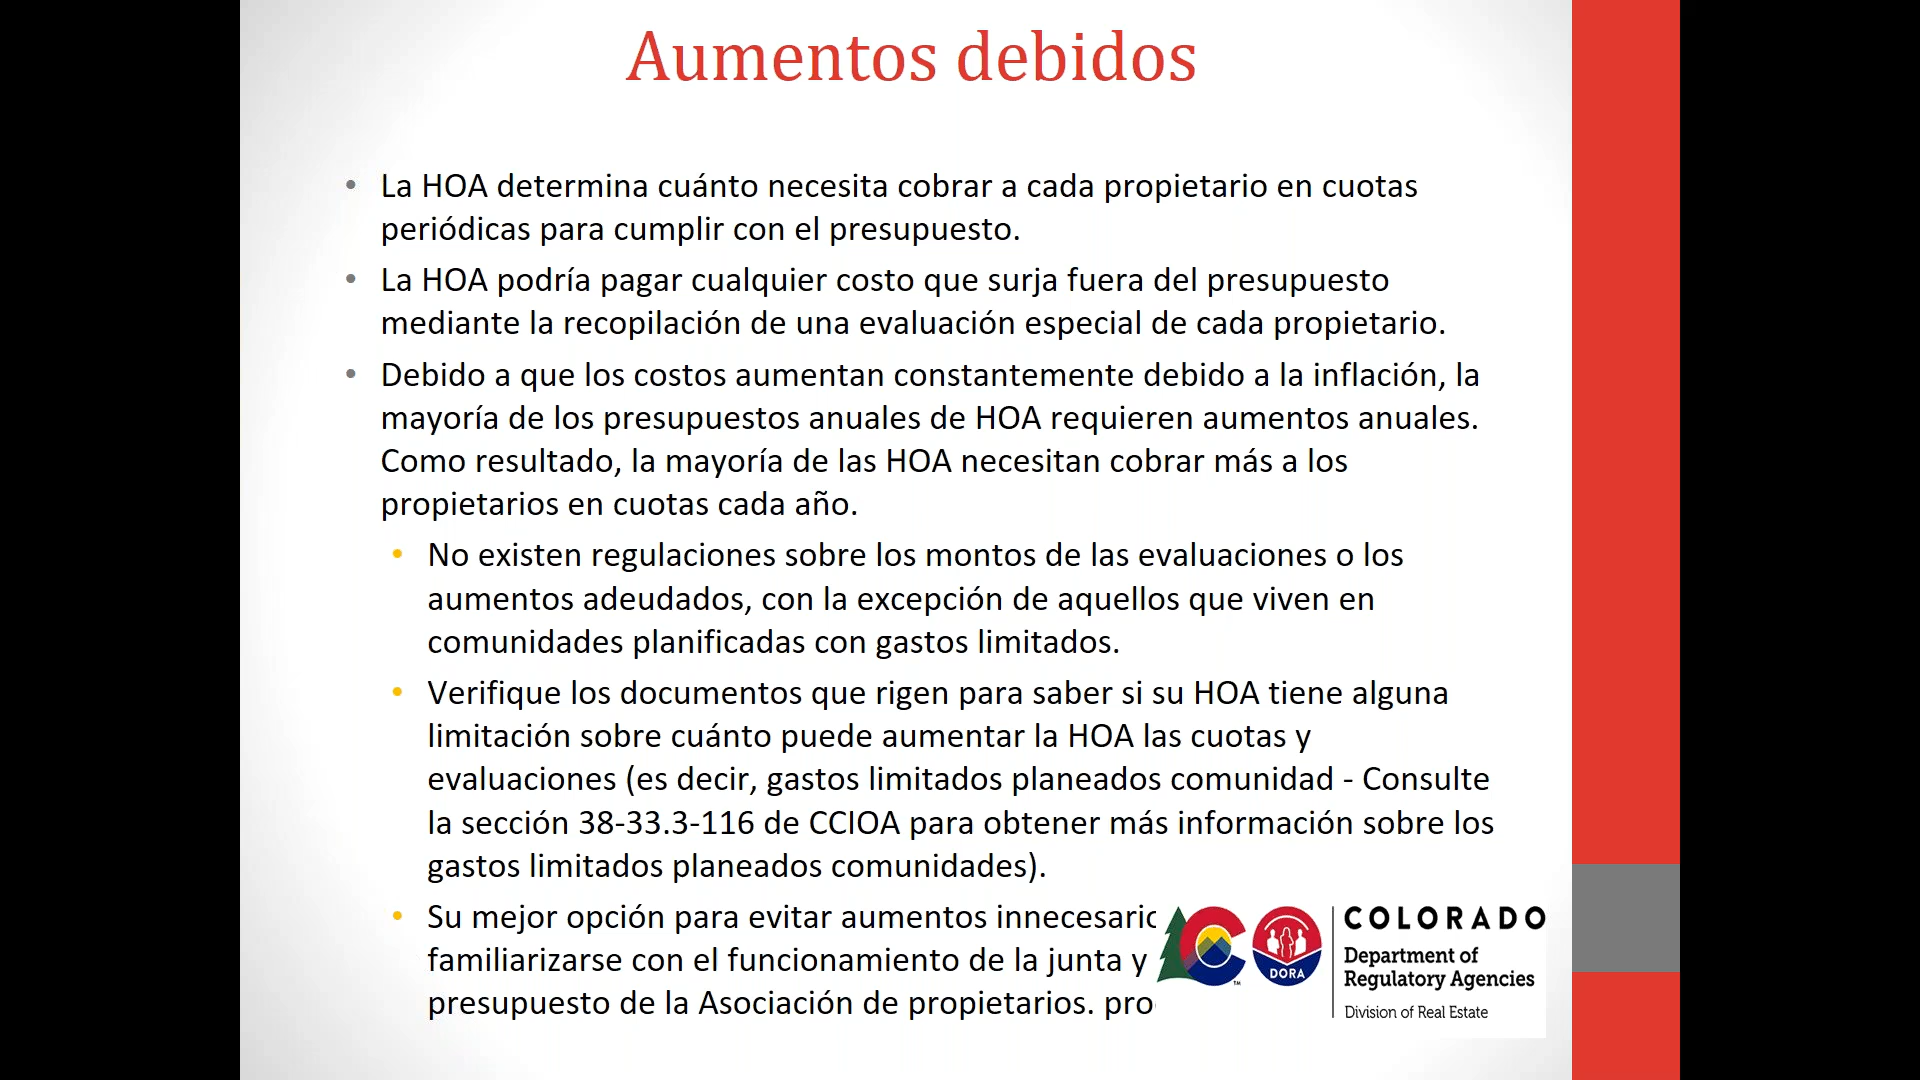 Aumentos debidos
• La HOA determina cuánto necesita cobrar a cada propietario en cuotas
periódicas para cumplir con el presupuesto.
• La HOA podría pagar cualquier costo que surja fuera del presupuesto
mediante la recopilación de una evaluación especial de cada propietario.
• Debido a que los costos aumentan constantemente debido a la inflación, la
mayoría de los presupuestos anuales de HOA requieren aumentos anuales.
Como resultado, la mayoría de las HOA necesitan cobrar más a los
propietarios en cuotas cada año.
• No existen regulaciones sobre los montos de las evaluaciones o los
aumentos adeudados, con la excepción de aquellos que viven en
comunidades planificadas con gastos limitados.
• Verifique los documentos que rigen para saber si su HOA tiene alguna
limitación sobre cuánto puede aumentar la HOA las cuotas y
evaluaciones (es decir, gastos limitados planeados comunidad - Consulte
la sección 38-33.3-116 de CCIOA para obtener más información sobre los
gastos limitados planeados comunidades).
• Su mejor opción para evitar aumentos
familiarizarse con el funcionamiento de la junta y
presupuesto de la Asociación de propietarios.
DORA
TM
COLORADO
Department of
Regulatory Agencies
Division of Real Estate